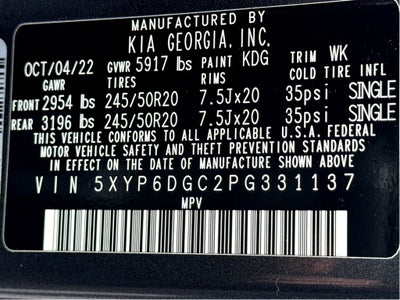 MANUFACTURED BY
KIA GEORGIA, INC.
OCT/04/22 GVWR 5917 lbs PAINT KDG TRIM WK
GAWR TIRES RIMS COLD TIRE INFL
FRONT 2954 lbs 245/50R20 7.5Jx20 35psi SINGLE
REAR 3196 lbs 245/50R20 7.5Jx20 35psi SINGLE
THIS VEHICLE CONFORMS TO ALL APPLICABLE U.S.A. FEDERAL
MOTOR VEHICLE SAFETY AND THEFT PREVENTION STANDARDS
IN EFFECT ON THE DATE OF MANUFACTURE SHOWN ABOVE
VIN 5XYP6DGC2PG331137
MPV